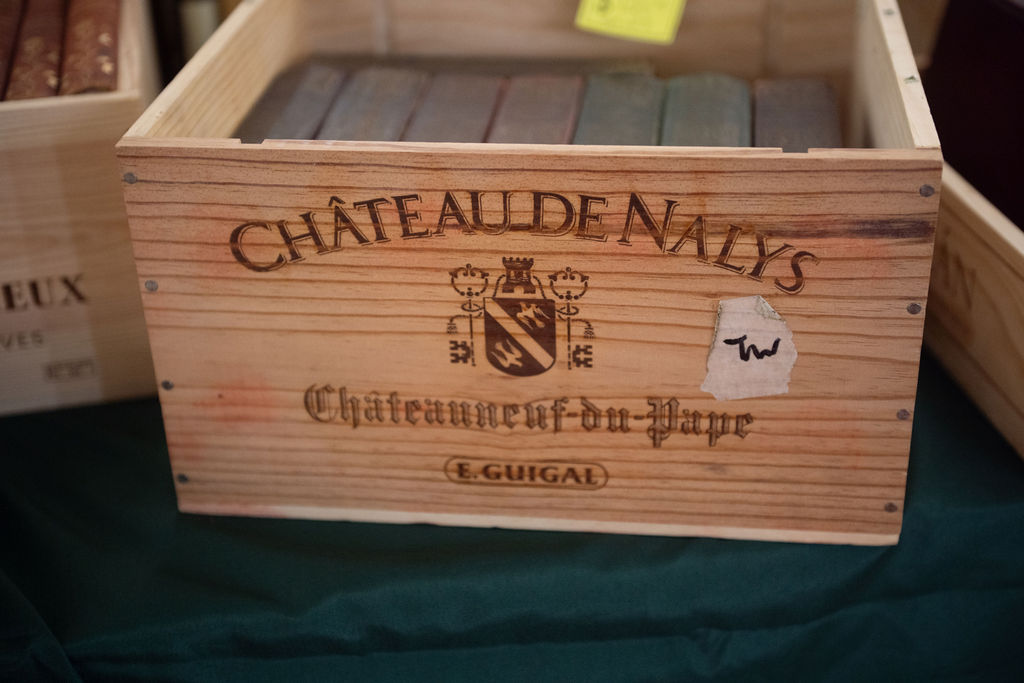 CHÂTEAU DE NALYS
TW
Châteauneuf-du-Pape
E. GUIGAL
EUX
VES